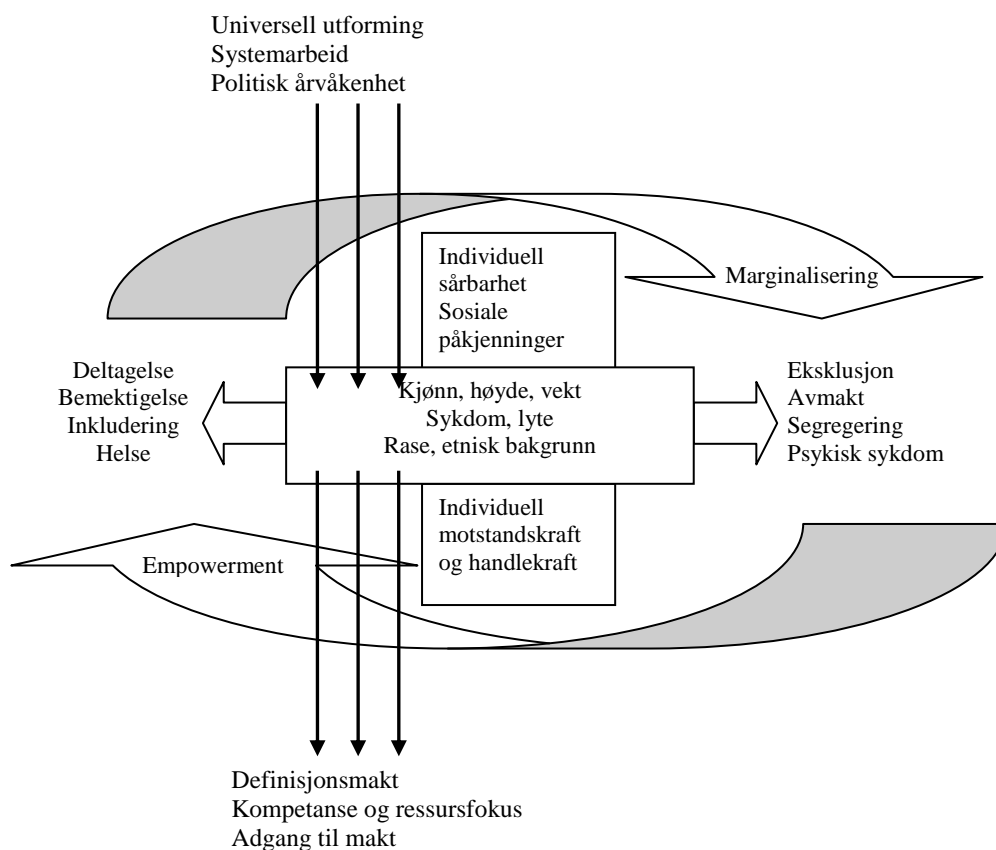 Universell utforming
Systemarbeid
Politisk årvåkenhet
Individuell
sårbarhet
Sosiale
påkjenninger
Marginalisering
Deltagelse
Bemektigelse
Inkludering
Helse
Kjønn, høyde, vekt
Sykdom, lyte
Rase, etnisk bakgrunn
Eksklusjon
Avmakt
Segregering
Psykisk sykdom
Individuell
motstandskraft
og handlekraft
Empowerment
Definisjonsmakt
Kompetanse og ressursfokus
Adgang til makt